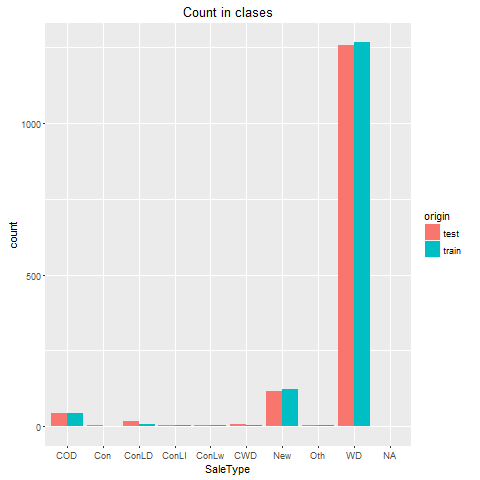 Count in clases
1000
500
0
count
COD Con ConLD ConLI ConLw CWD New Oth WD NA
SaleType
origin
test
train